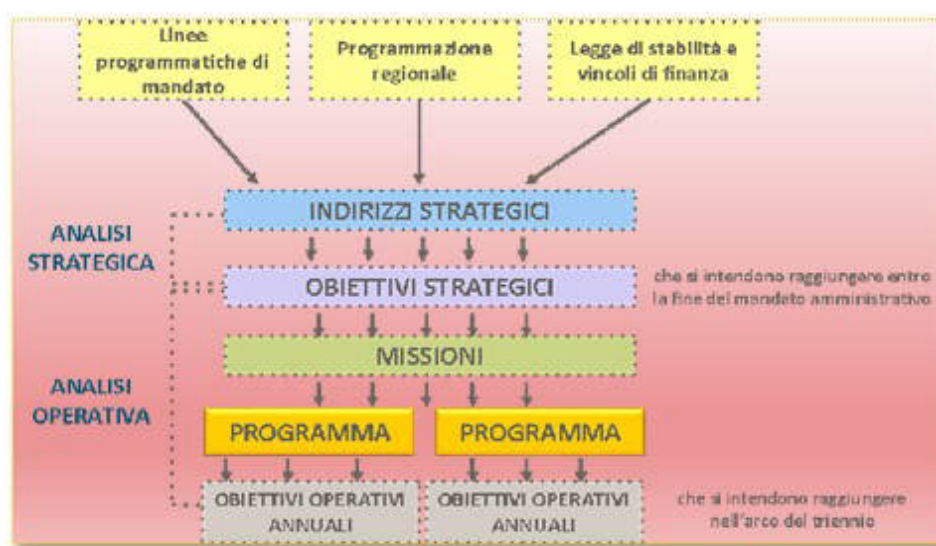 Linee
programmatiche di
mandato
Programmazione
regionale
Legge di stabilità e
vincoli di finanza
INDIRIZZI STRATEGICI
ANALISI
STRATEGICA
OBIETTIVI STRATEGICI
che si intendono raggiungere entro
la fine del mandato amministrativo
MISSIONI
ANALISI
OPERATIVA
PROGRAMMA
PROGRAMMA
OBIETTIVI OPERATIVI
ANNUALI
OBIETTIVI OPERATIVI
ANNUALI
che si intendono raggiungere
nell'arco del triennio